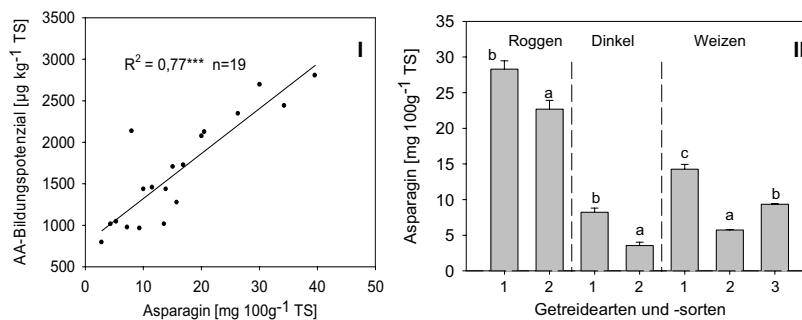 I
R² = 0,77*** n=19
AA-Bildungspotenzial [µg kg⁻¹ TS]
3500
3000
2500
2000
1500
1000
500
0 10 20 30 40 50
Asparagin [mg 100g⁻¹ TS]
II
Roggen Dinkel Weizen
Asparagin [mg 100g⁻¹ TS]
35
30
25
20
15
10
5
0
b a b a c a b
1 2 1 2 1 2 3
Getreidearten und -sorten